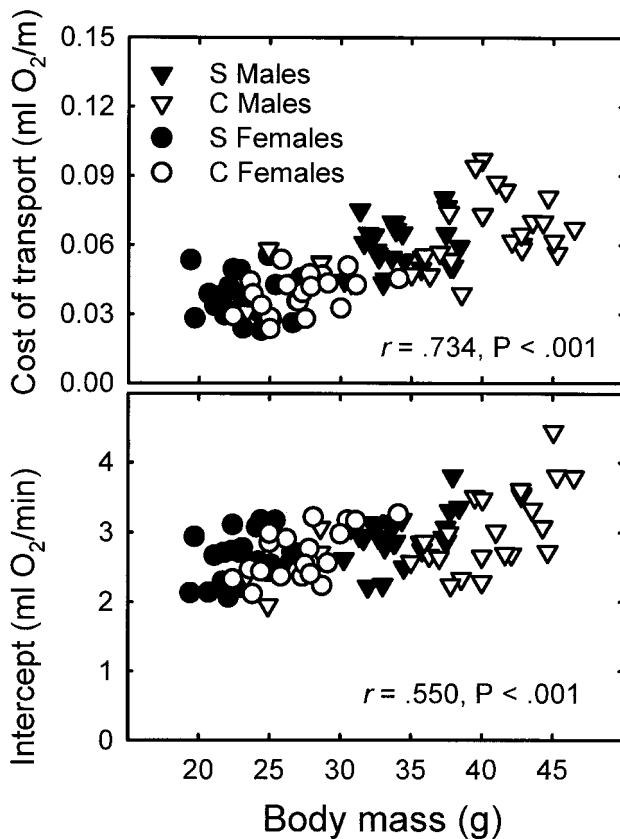 Cost of transport (ml O₂/m)
0.15
0.12
0.09
0.06
0.03
0.00
S Males
C Males
S Females
C Females
r = .734, P < .001
Intercept (ml O₂/min)
4
3
2
1
0
r = .550, P < .001
20 25 30 35 40 45
Body mass (g)